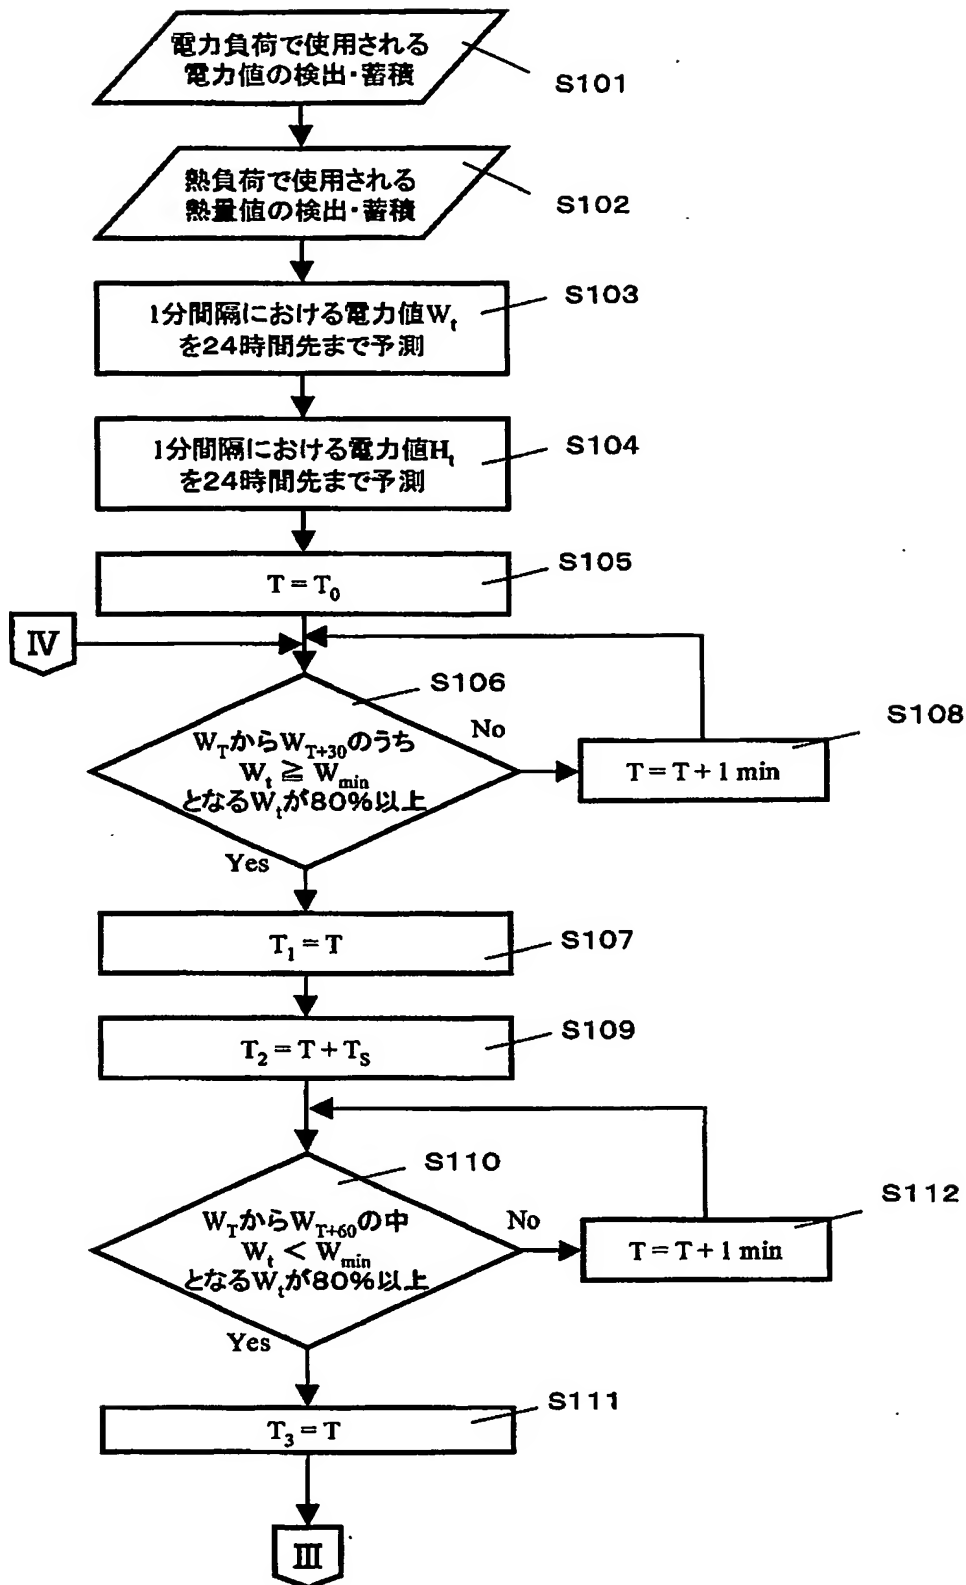 電力負荷で使用される
電力値の検出・蓄積
S101
熱負荷で使用される
熱量値の検出・蓄積
S102
S103
1分間隔における電力値Wt
を24時間先まで予測
S104
1分間隔における電力値Ht
を24時間先まで予測
S105
T = T0
IV
S106
WTからWT+30のうち
Wt ≧ Wmin
となるWtが80%以上
No
S108
T = T + 1 min
Yes
T1 = T
S107
T2 = T + TS
S109
S110
WTからWT+60の中
Wt < Wmin
となるWtが80%以上
No
S112
T = T + 1 min
Yes
S111
T3 = T
III